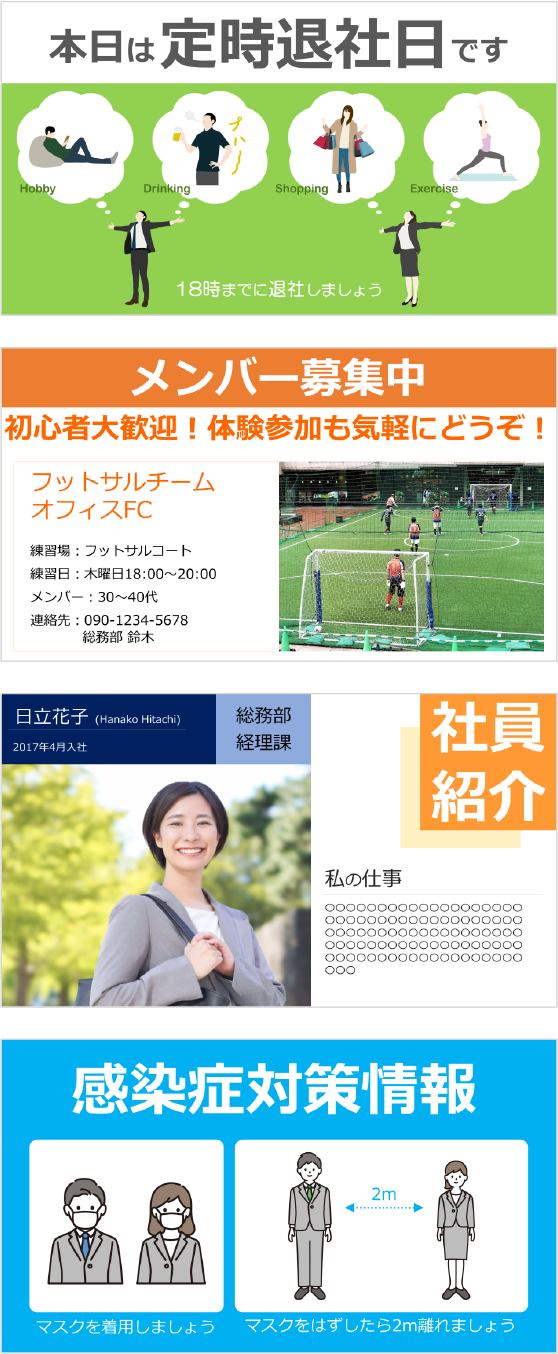 本日は定時退社日です
プハー
Hobby
Drinking
Shopping
Exercise
18時までに退社しましょう
メンバー募集中
初心者大歓迎！体験参加も気軽にどうぞ！
フットサルチーム
オフィスFC
練習場：フットサルコート
練習日：木曜日18:00～20:00
メンバー：30～40代
連絡先：090-1234-5678
総務部 鈴木
日立花子 (Hanako Hitachi)
2017年4月入社
総務部
経理課
社員
紹介
私の仕事
○○○○○○○○○○○○○○○○○○○
○○○○○○○○○○○○○○○○○○○
○○○○○○○○○○○○○○○○○○○
○○○○○○○○○○○○○○○○○○○
○○○○○○○○○○○○○○○○○○○
○○○
感染症対策情報
2m
マスクを着用しましょう
マスクをはずしたら2m離れましょう